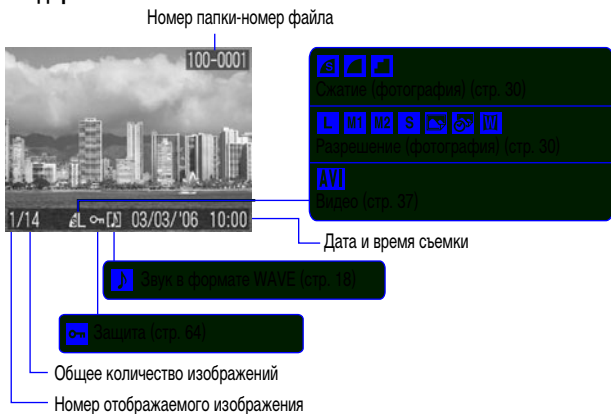 Номер папки-номер файла
100-0001
Сжатие (фотография) (стр. 30)
L M1 M2 S
Разрешение (фотография) (стр. 30)
AVI
Видео (стр. 37)
1/14 L 03/03/'06 10:00
Дата и время съемки
Звук в формате WAVE (стр. 18)
Защита (стр. 64)
Общее количество изображений
Номер отображаемого изображения